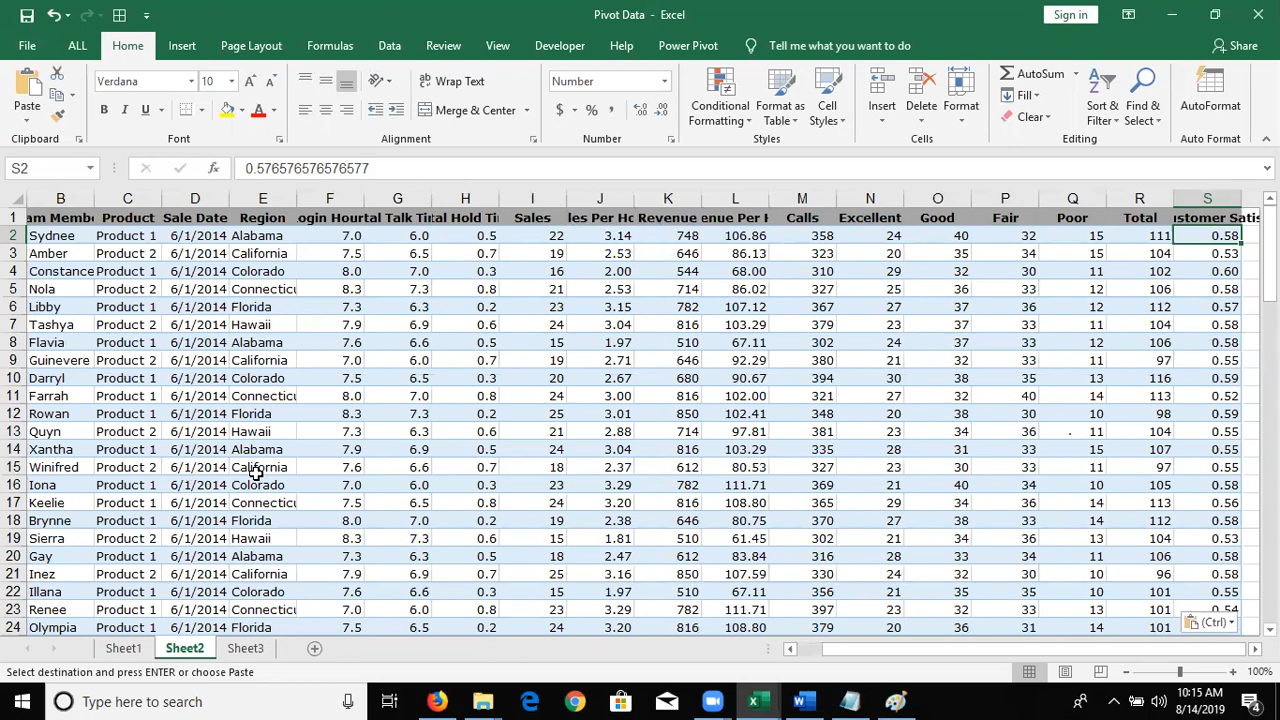 Pivot Data - Excel
Sign in
File ALL Home Insert Page Layout Formulas Data Review View Developer Help Power Pivot Tell me what you want to do Share
Paste
Verdana 10
Wrap Text
Number
Conditional Formatting
Format as Table
Cell Styles
Insert
Delete
Format
AutoSum
Fill
Clear
Sort & Filter
Find & Select
AutoFormat
B I U
Merge & Center
$ %
Clipboard Font Alignment Number Styles Cells Editing Auto Format
S2 fx 0.576576576576577
B C D E F G H I J K L M N O P Q R S
1 am Memb Product Sale Date Region ogin Hour tal Talk Ti tal Hold Ti Sales les Per Ho Revenue enue Per H Calls Excellent Good Fair Poor Total ustomer Satis
2 Sydnee Product 1 6/1/2014 Alabama 7.0 6.0 0.5 22 3.14 748 106.86 358 24 40 32 15 111 0.58
3 Amber Product 2 6/1/2014 California 7.5 6.5 0.7 19 2.53 646 86.13 323 20 35 34 15 104 0.53
4 Constance Product 1 6/1/2014 Colorado 8.0 7.0 0.3 16 2.00 544 68.00 310 29 32 30 11 102 0.60
5 Nola Product 2 6/1/2014 Connecticu 8.3 7.3 0.8 21 2.53 714 86.02 327 25 36 33 12 106 0.58
6 Libby Product 1 6/1/2014 Florida 7.3 6.3 0.2 23 3.15 782 107.12 367 27 37 36 12 112 0.57
7 Tashya Product 2 6/1/2014 Hawaii 7.9 6.9 0.6 24 3.04 816 103.29 379 23 37 33 11 104 0.58
8 Flavia Product 1 6/1/2014 Alabama 7.6 6.6 0.5 15 1.97 510 67.11 302 24 37 33 12 106 0.58
9 Guinevere Product 2 6/1/2014 California 7.0 6.0 0.7 19 2.71 646 92.29 380 21 32 33 11 97 0.55
10 Darryl Product 1 6/1/2014 Colorado 7.5 6.5 0.3 20 2.67 680 90.67 394 30 38 35 13 116 0.59
11 Farrah Product 1 6/1/2014 Connecticu 8.0 7.0 0.8 24 3.00 816 102.00 321 27 32 40 14 113 0.52
12 Rowan Product 1 6/1/2014 Florida 8.3 7.3 0.2 25 3.01 850 102.41 348 20 38 30 10 98 0.59
13 Quyn Product 2 6/1/2014 Hawaii 7.3 6.3 0.6 21 2.88 714 97.81 381 23 34 36 11 104 0.55
14 Xantha Product 1 6/1/2014 Alabama 7.9 6.9 0.5 24 3.04 816 103.29 335 28 31 33 15 107 0.55
15 Winifred Product 2 6/1/2014 California 7.6 6.6 0.7 18 2.37 612 80.53 327 23 30 33 11 97 0.55
16 Iona Product 1 6/1/2014 Colorado 7.0 6.0 0.3 23 3.29 782 111.71 369 21 40 34 10 105 0.58
17 Keelie Product 1 6/1/2014 Connecticu 7.5 6.5 0.8 24 3.20 816 108.80 365 29 34 36 14 113 0.56
18 Brynne Product 1 6/1/2014 Florida 8.0 7.0 0.2 19 2.38 646 80.75 370 27 38 33 14 112 0.58
19 Sierra Product 2 6/1/2014 Hawaii 8.3 7.3 0.6 15 1.81 510 61.45 302 21 34 36 13 104 0.53
20 Gay Product 1 6/1/2014 Alabama 7.3 6.3 0.5 18 2.47 612 83.84 316 28 33 34 11 106 0.58
21 Inez Product 2 6/1/2014 California 7.9 6.9 0.7 25 3.16 850 107.59 330 24 32 30 10 96 0.58
22 Illana Product 1 6/1/2014 Colorado 7.6 6.6 0.3 15 1.97 510 67.11 356 21 35 35 10 101 0.55
23 Renee Product 1 6/1/2014 Connecticu 7.0 6.0 0.8 23 3.29 782 111.71 397 23 32 33 13 101 0.54
24 Olympia Product 1 6/1/2014 Florida 7.5 6.5 0.2 24 3.20 816 108.80 379 20 36 31 14 101
(Ctrl)
Sheet1 Sheet2 Sheet3
Select destination and press ENTER or choose Paste 100%
Type here to search
10:15 AM
8/14/2019